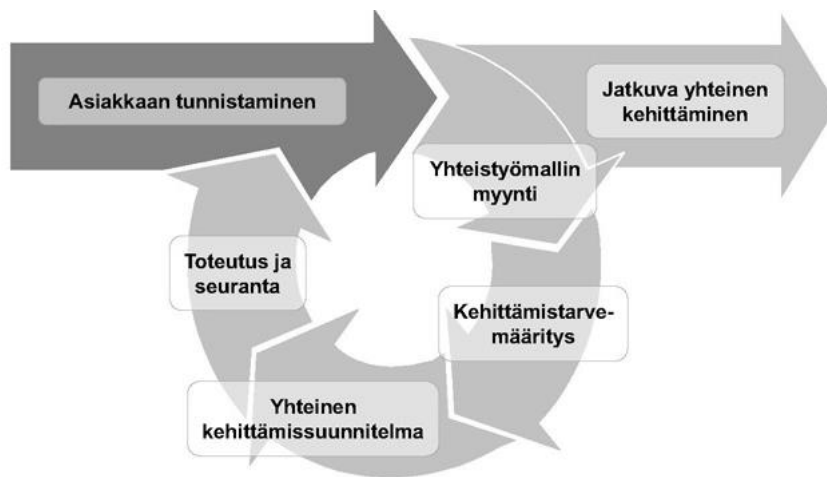 Asiakkaan tunnistaminen
Jatkuva yhteinen
kehittäminen
Yhteistyömallin
myynti
Kehittämistarve-
määritys
Yhteinen
kehittämissuunnitelma
Toteutus ja
seuranta